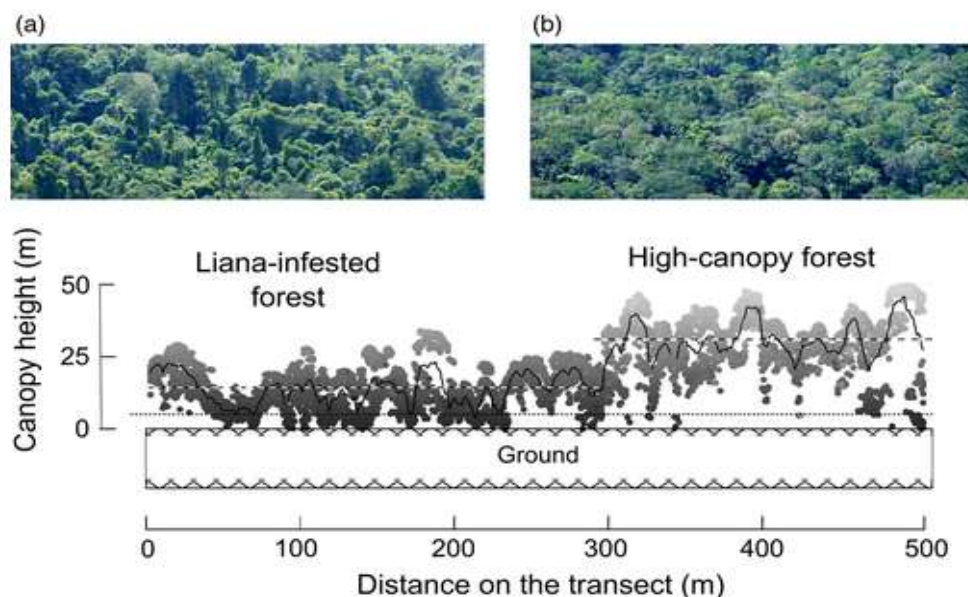 (a)
(b)
Liana-infested
forest
High-canopy forest
Canopy height (m)
50
25
0
Ground
0 100 200 300 400 500
Distance on the transect (m)